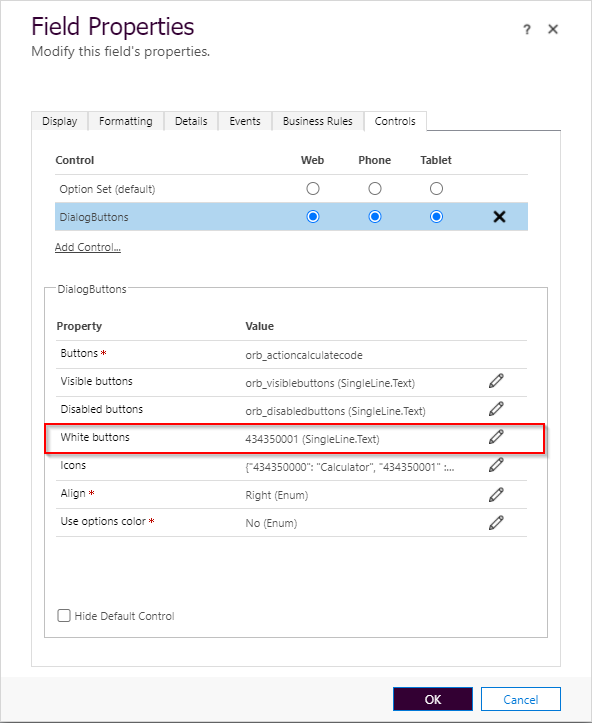 Field Properties
? ×
Modify this field's properties.
Display Formatting Details Events Business Rules Controls
Control Web Phone Tablet
Option Set (default)
DialogButtons
Add Control...
DialogButtons
Property Value
Buttons * orb_actioncalculatecode
Visible buttons orb_visiblebuttons (SingleLine.Text)
Disabled buttons orb_disabledbuttons (SingleLine.Text)
White buttons 434350001 (SingleLine.Text)
Icons {"434350000": "Calculator", "434350001" :...
Align * Right (Enum)
Use options color * No (Enum)
Hide Default Control
OK Cancel